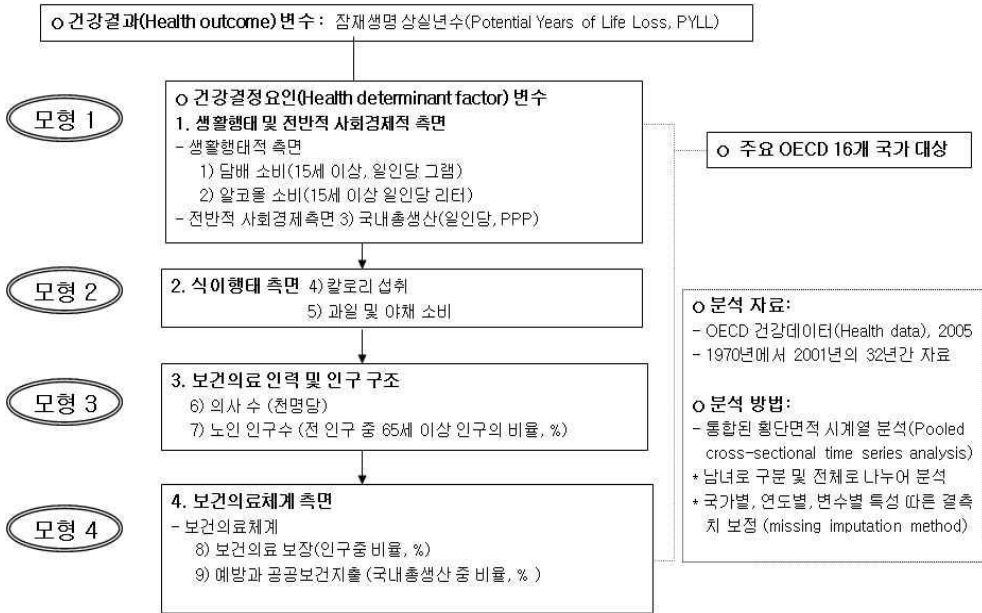 o 건강결과(Health outcome) 변수 : 잠재생명 상실년수(Potential Years of Life Loss, PYLL)
모형 1
o 건강결정요인(Health determinant factor) 변수
1. 생활행태 및 전반적 사회경제적 측면
- 생활행태적 측면
1) 담배 소비(15세 이상, 일인당 그램)
2) 알코올 소비(15세 이상 일인당 리터)
- 전반적 사회경제측면 3) 국내총생산(일인당, PPP)
o 주요 OECD 16개 국가 대상
모형 2
2. 식이행태 측면 4) 칼로리 섭취
5) 과일 및 야채 소비
모형 3
3. 보건의료 인력 및 인구 구조
6) 의사 수 (천명당)
7) 노인 인구수 (전 인구 중 65세 이상 인구의 비율, %)
모형 4
4. 보건의료체계 측면
- 보건의료체계
8) 보건의료 보장(인구중 비율, %)
9) 예방과 공공보건지출 (국내총생산 중 비율, % )
o 분석 자료:
- OECD 건강데이터(Health data), 2005
- 1970년에서 2001년의 32년간 자료
o 분석 방법:
- 통합된 횡단면적 시계열 분석(Pooled
cross-sectional time series analysis)
* 남녀로 구분 및 전체로 나누어 분석
* 국가별, 연도별, 변수별 특성 따른 결측
치 보정 (missing imputation method)